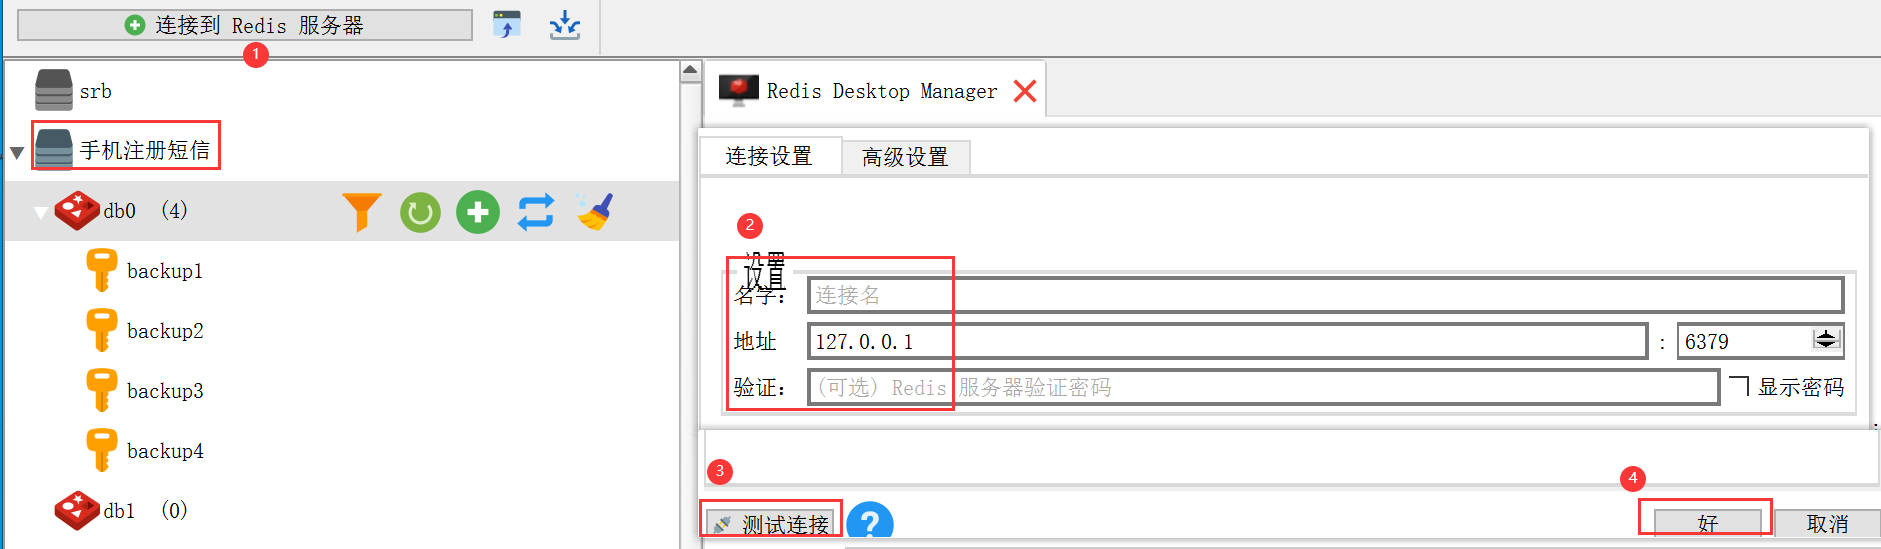 连接到 Redis 服务器
1
srb
手机注册短信
db0 (4)
backup1
backup2
backup3
backup4
db1 (0)
Redis Desktop Manager
连接设置
高级设置
2
设置
名字： 连接名
地址 127.0.0.1 : 6379
验证： (可选) Redis 服务器验证密码 显示密码
3
测试连接
?
4
好
取消